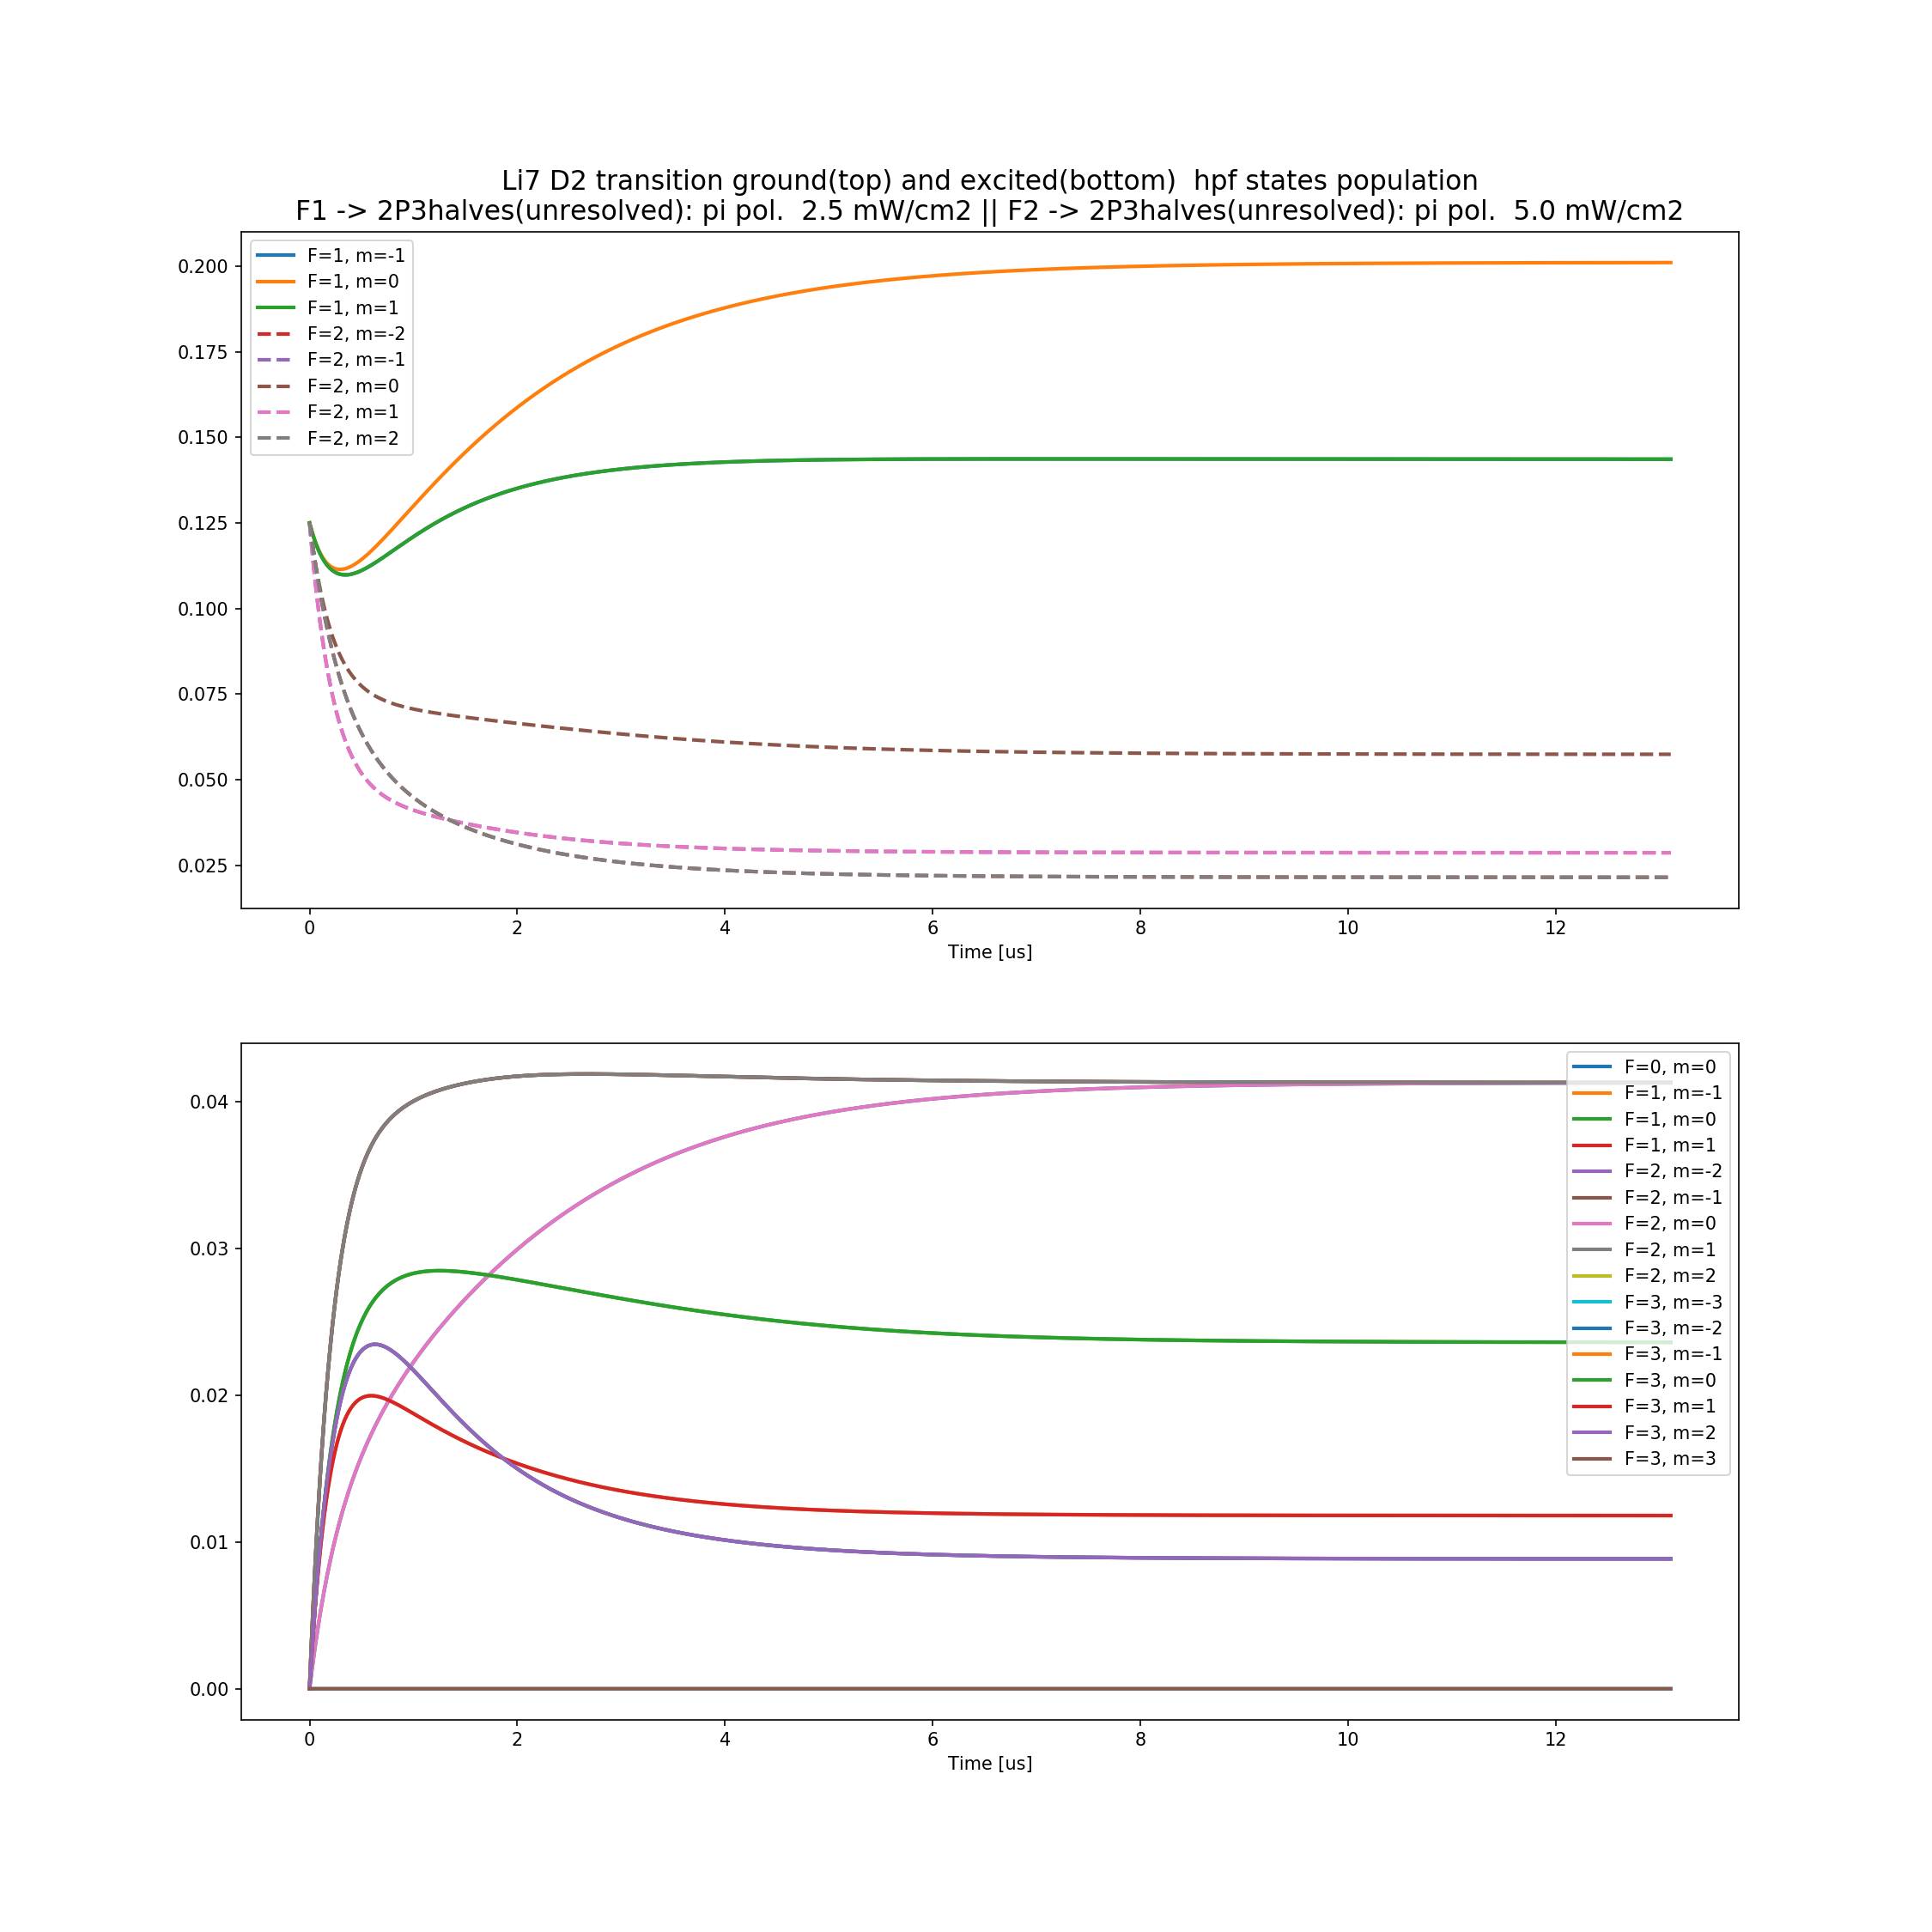 Li7 D2 transition ground(top) and excited(bottom)  hpf states population
F1 -> 2P3halves(unresolved): pi pol.  2.5 mW/cm2 || F2 -> 2P3halves(unresolved): pi pol.  5.0 mW/cm2
F=1, m=-1
F=1, m=0
F=1, m=1
F=2, m=-2
F=2, m=-1
F=2, m=0
F=2, m=1
F=2, m=2
0.200
0.175
0.150
0.125
0.100
0.075
0.050
0.025
0 2 4 6 8 10 12
Time [us]
F=0, m=0
F=1, m=-1
F=1, m=0
F=1, m=1
F=2, m=-2
F=2, m=-1
F=2, m=0
F=2, m=1
F=2, m=2
F=3, m=-3
F=3, m=-2
F=3, m=-1
F=3, m=0
F=3, m=1
F=3, m=2
F=3, m=3
0.04
0.03
0.02
0.01
0.00
0 2 4 6 8 10 12
Time [us]